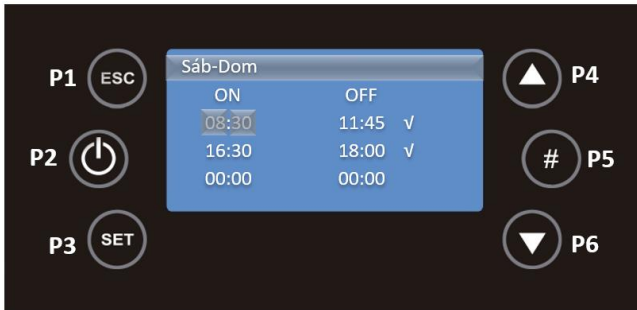 Sáb-Dom
P1 ESC ON OFF P4
08:30 11:45 √
P2 16:30 18:00 √ # P5
00:00 00:00
P3 SET P6